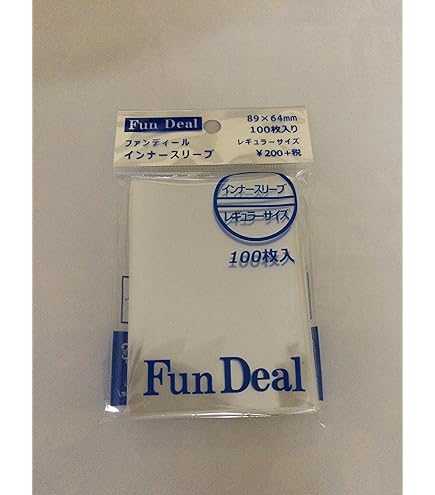 Fun Deal
ファンディール
インナースリーブ
89×64mm
100枚入り
レギュラーサイズ
¥200+税
インナースリーブ
レギュラーサイズ
100枚入
Fun Deal